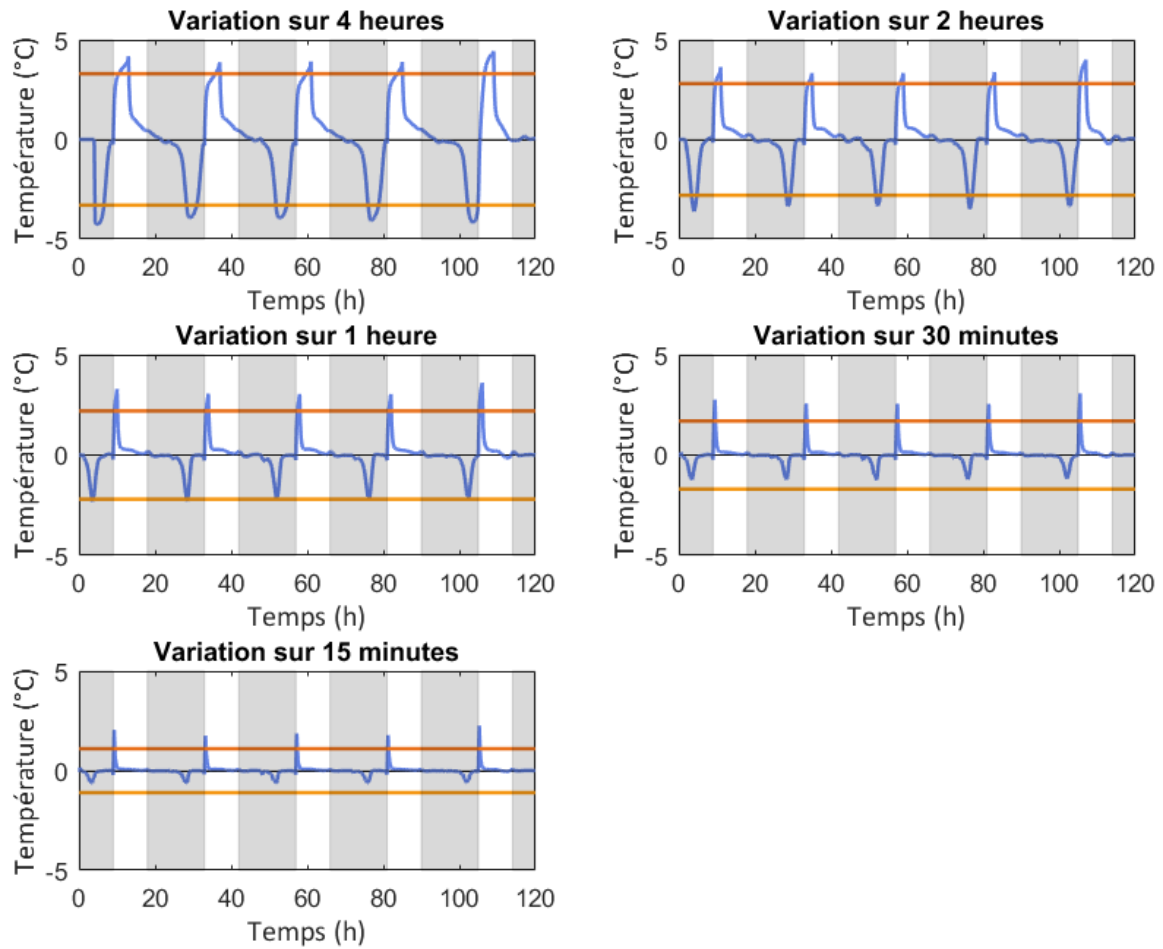 Variation sur 4 heures
Température (°C)
5
0
-5
0 20 40 60 80 100 120
Temps (h)
Variation sur 2 heures
Température (°C)
5
0
-5
0 20 40 60 80 100 120
Temps (h)
Variation sur 1 heure
Température (°C)
5
0
-5
0 20 40 60 80 100 120
Temps (h)
Variation sur 30 minutes
Température (°C)
5
0
-5
0 20 40 60 80 100 120
Temps (h)
Variation sur 15 minutes
Température (°C)
5
0
-5
0 20 40 60 80 100 120
Temps (h)